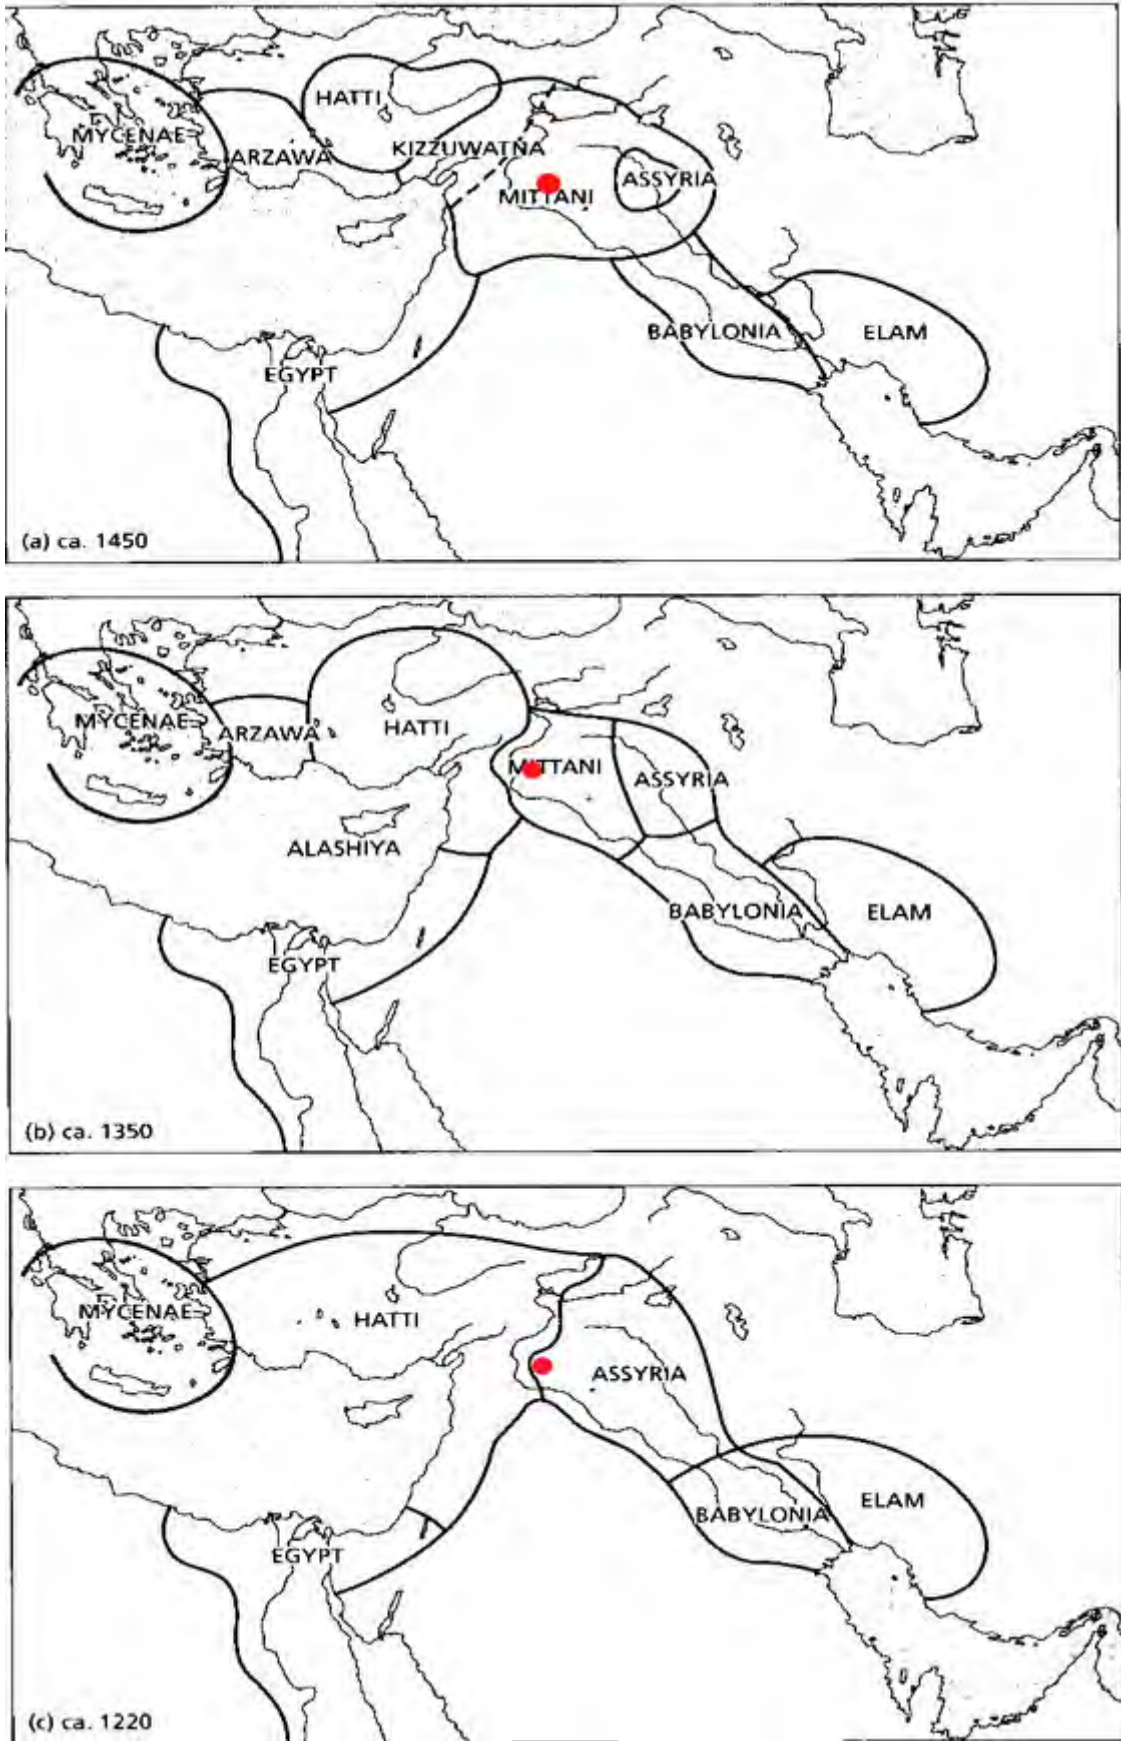 HATTI
MYCENAE
ARZAWA
KIZZUWATNA
MITTANI
ASSYRIA
BABYLONIA
ELAM
EGYPT
(a) ca. 1450
MYCENAE
ARZAWA
HATTI
MITTANI
ASSYRIA
ALASHIYA
BABYLONIA
ELAM
EGYPT
(b) ca. 1350
MYCENAE
HATTI
ASSYRIA
ELAM
BABYLONIA
EGYPT
(c) ca. 1220